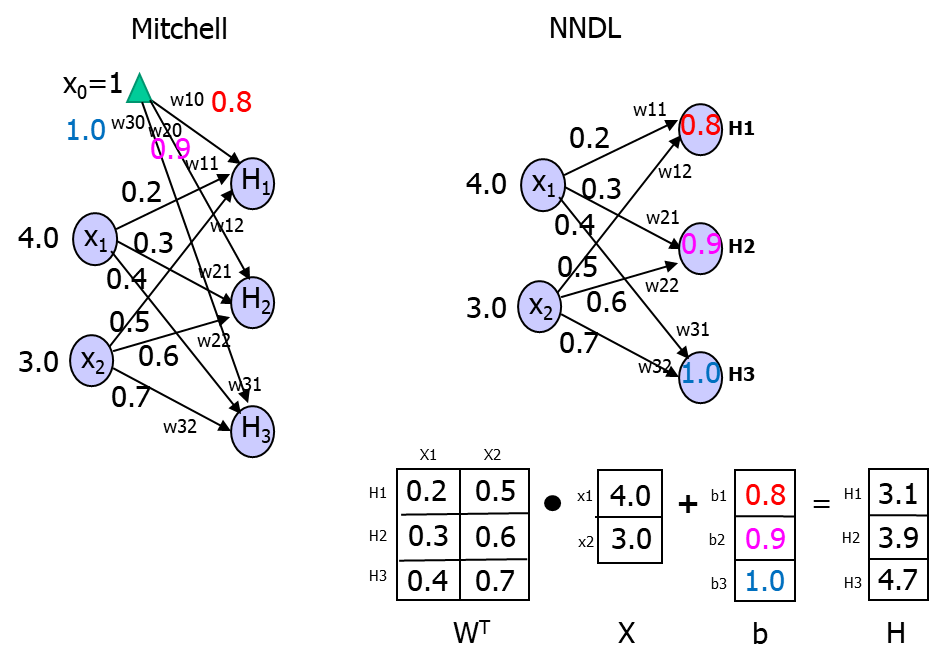 Mitchell
NNDL
x0=1
w10 0.8
1.0 w30 w20
0.9
w11
0.2
H1
w12
4.0 x1
0.3
w21
0.4
H2
0.5
w22
3.0 x2
0.6
w31
0.7
w32
H3
w11
0.8 H1
0.2
w12
4.0 x1
0.3
w21
0.4
0.9 H2
0.5
w22
3.0 x2
0.6
w31
0.7
w32
1.0 H3
X1 X2
H1 0.2 0.5 • x1 4.0 + b1 0.8 = H1 3.1
H2 0.3 0.6 x2 3.0 b2 0.9 H2 3.9
H3 0.4 0.7 b3 1.0 H3 4.7
WT X b H